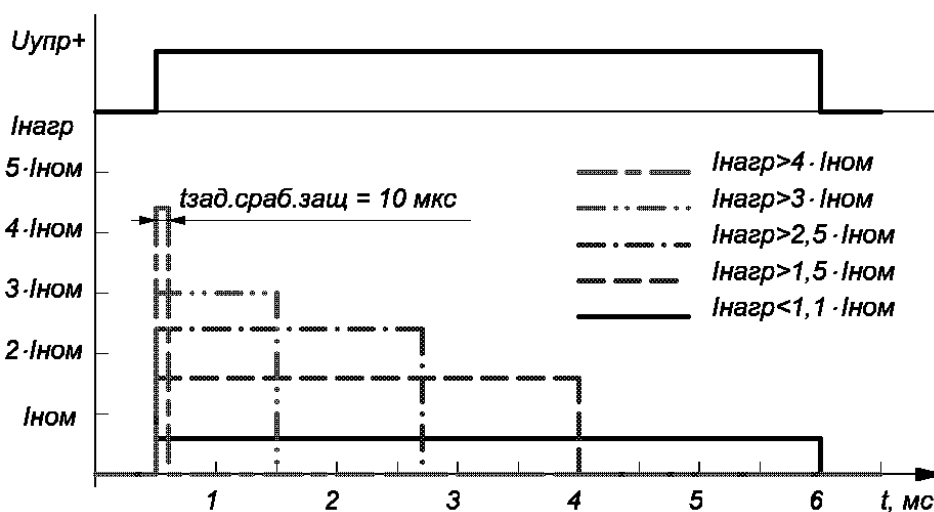 Uупр+
Iнагр
5·Iном
4·Iном
3·Iном
2·Iном
Iном
tзад.сраб.защ = 10 мкс
Iнагр>4·Iном
Iнагр>3·Iном
Iнагр>2,5·Iном
Iнагр>1,5·Iном
Iнагр<1,1·Iном
1 2 3 4 5 6 t, мс